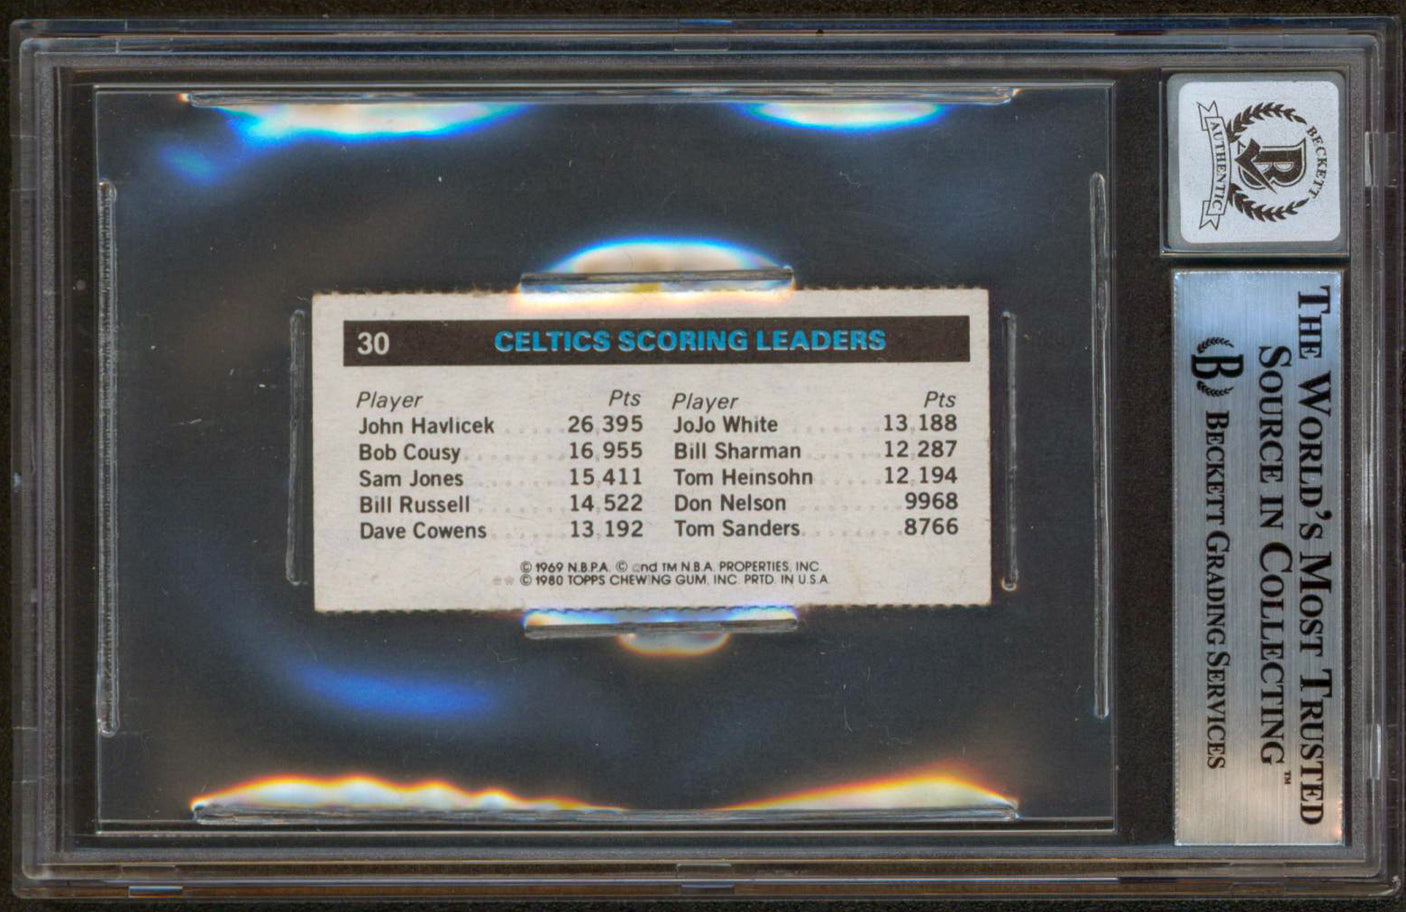 30 CELTICS SCORING LEADERS
Player Pts Player Pts
John Havlicek 26,395 JoJo White 13,188
Bob Cousy 16,955 Bill Sharman 12,287
Sam Jones 15,411 Tom Heinsohn 12,194
Bill Russell 14,522 Don Nelson 9968
Dave Cowens 13,192 Tom Sanders 8766
© 1969 N.B.P.A. © and TM N.B.A. PROPERTIES, INC.
** © 1980 TOPPS CHEWING GUM, INC. PRTD. IN U.S.A.
BECKETT
AUTHENTIC
THE WORLD'S MOST TRUSTED
SOURCE IN COLLECTING™
B BECKETT GRADING SERVICES